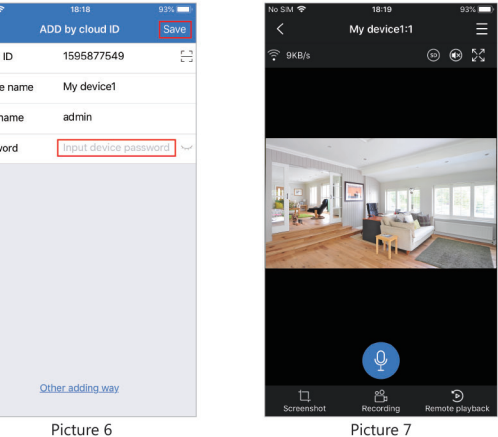 18:18
93%
ADD by cloud ID
Save
ID
1595877549
e name
My device1
name
admin
word
Input device password
Other adding way
Picture 6
No SIM
18:19
93%
My device1:1
9KB/s
SD
Screenshot
Recording
Remote playback
Picture 7